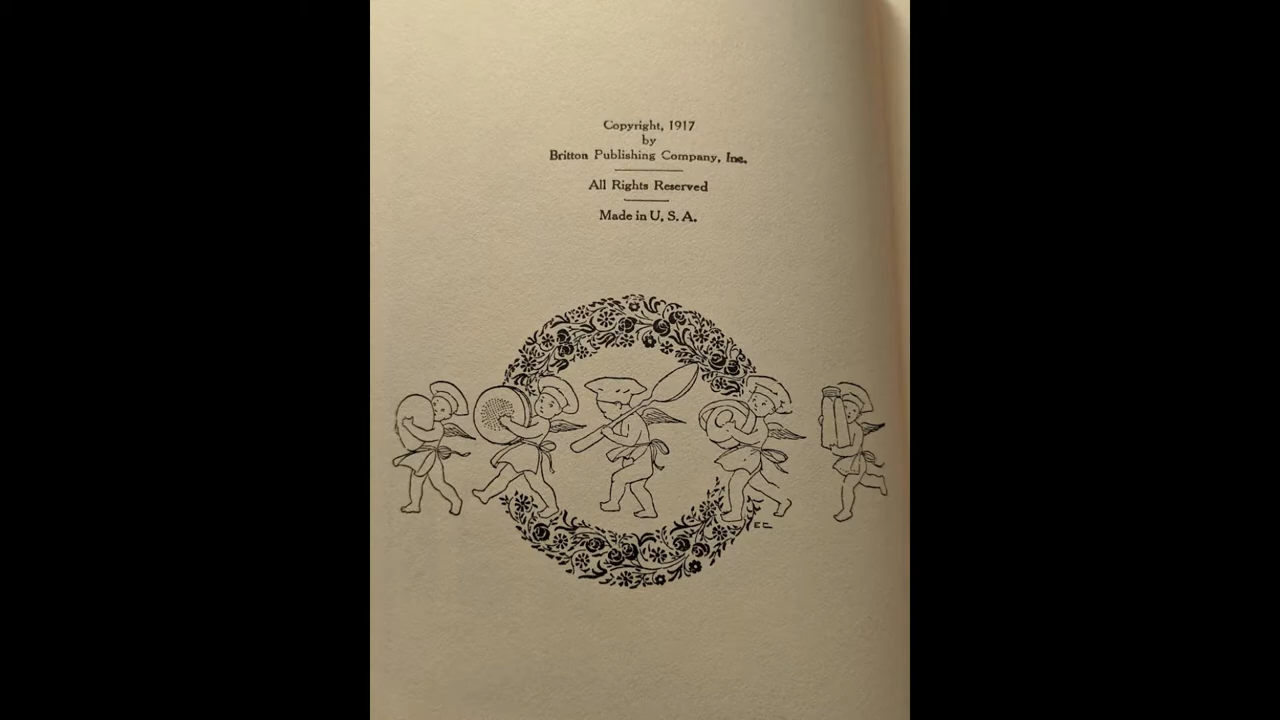 Copyright, 1917
by
Britton Publishing Company, Inc.
All Rights Reserved
Made in U. S. A.